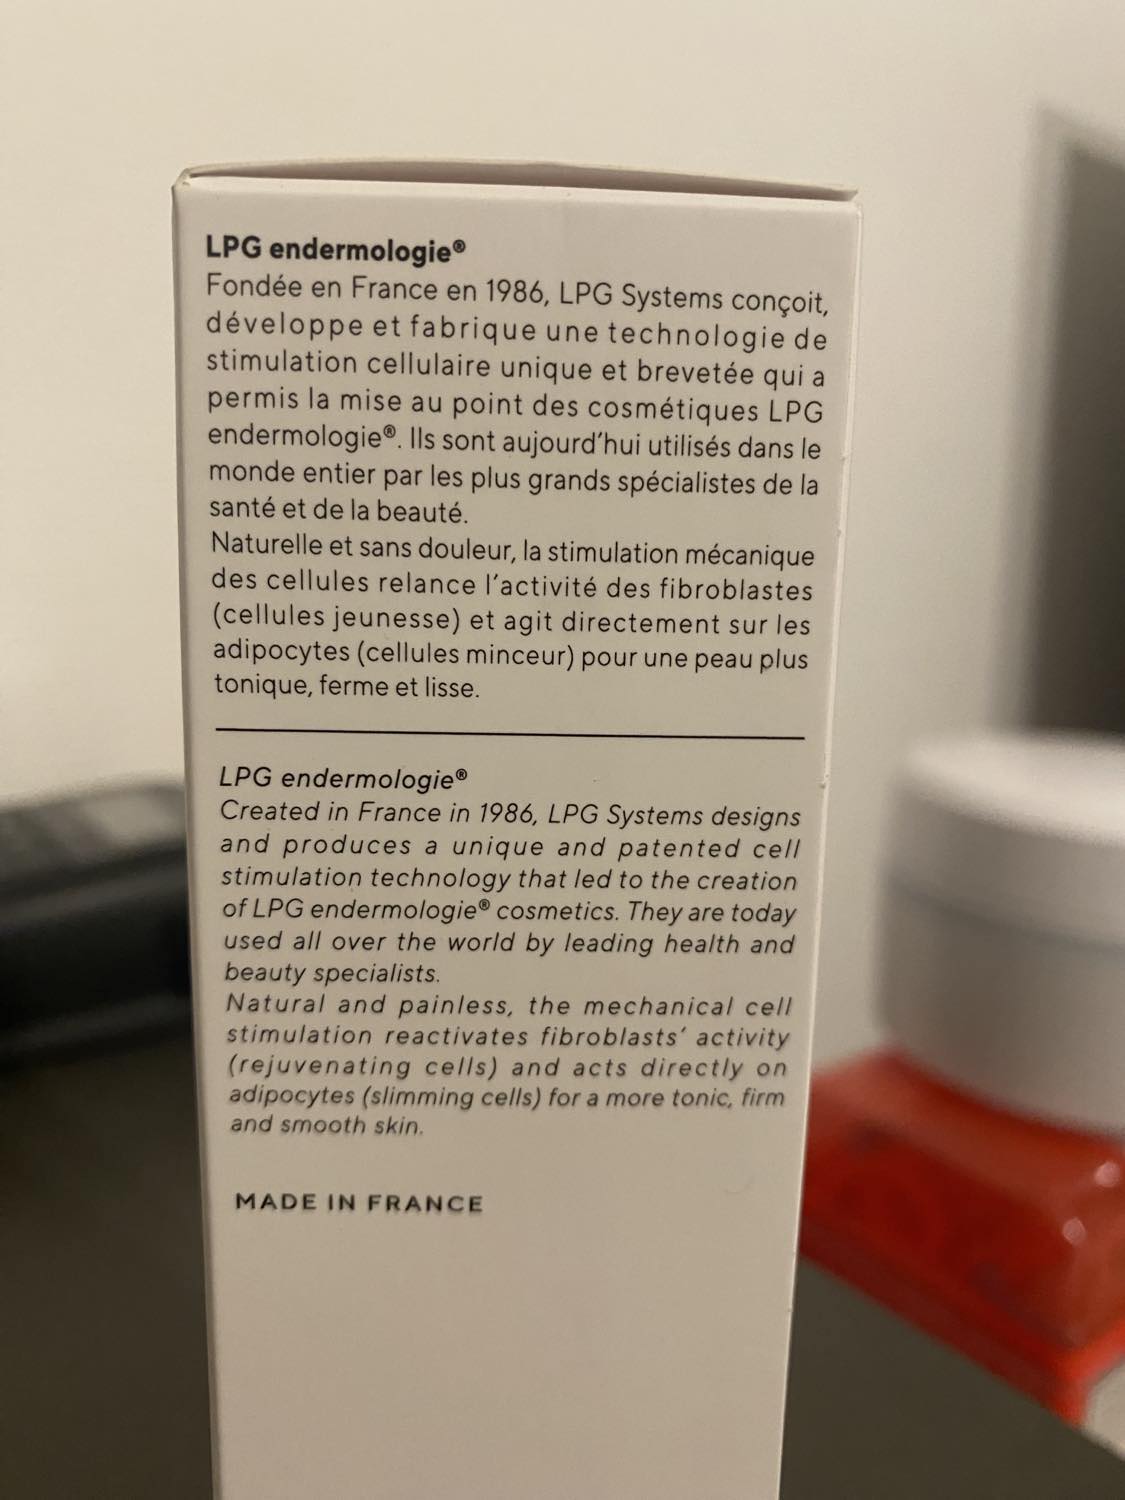 LPG endermologie®
Fondée en France en 1986, LPG Systems conçoit,
développe et fabrique une technologie de
stimulation cellulaire unique et brevetée qui a
permis la mise au point des cosmétiques LPG
endermologie®. Ils sont aujourd’hui utilisés dans le
monde entier par les plus grands spécialistes de la
santé et de la beauté.
Naturelle et sans douleur, la stimulation mécanique
des cellules relance l’activité des fibroblastes
(cellules jeunesse) et agit directement sur les
adipocytes (cellules minceur) pour une peau plus
tonique, ferme et lisse.
LPG endermologie®
Created in France in 1986, LPG Systems designs
and produces a unique and patented cell
stimulation technology that led to the creation
of LPG endermologie® cosmetics. They are today
used all over the world by leading health and
beauty specialists.
Natural and painless, the mechanical cell
stimulation reactivates fibroblasts’ activity
(rejuvenating cells) and acts directly on
adipocytes (slimming cells) for a more tonic, firm
and smooth skin.
MADE IN FRANCE